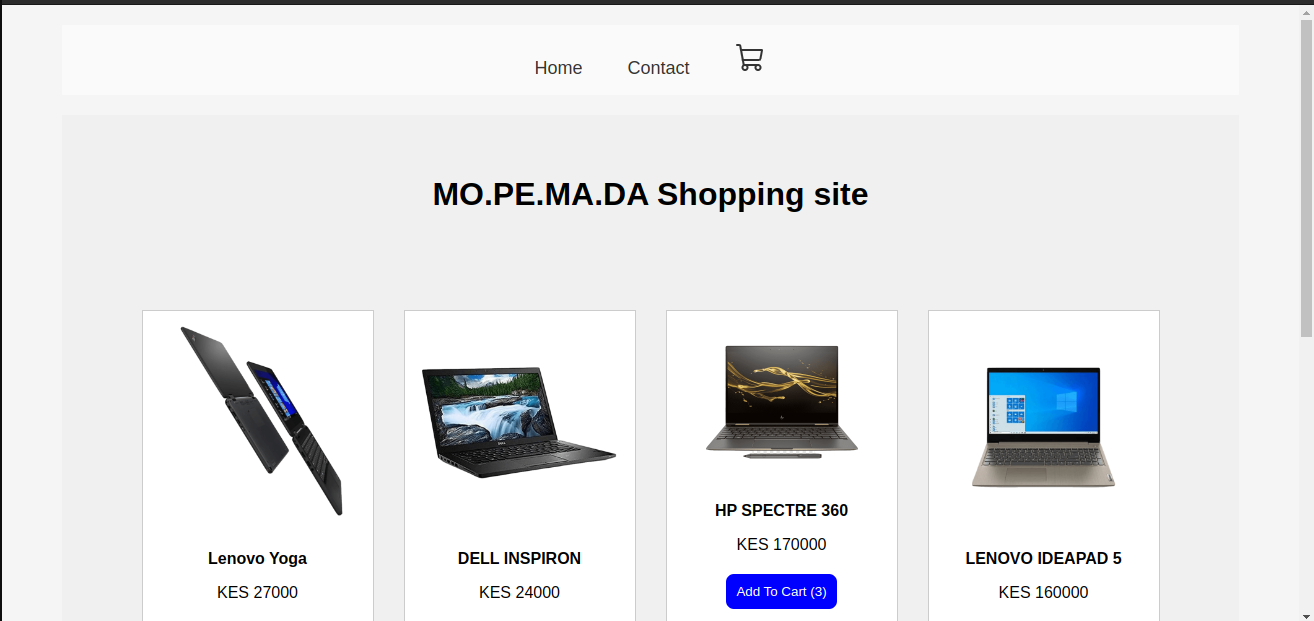 Home Contact
MO.PE.MA.DA Shopping site
Lenovo Yoga
KES 27000
DELL INSPIRON
KES 24000
HP SPECTRE 360
KES 170000
Add To Cart (3)
LENOVO IDEAPAD 5
KES 160000